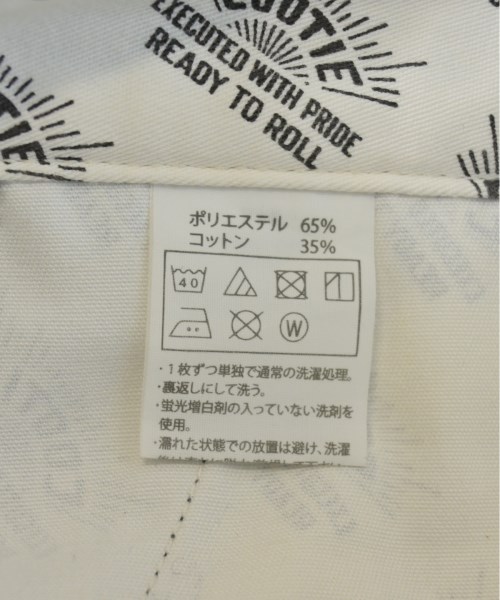 COOTIE
EXECUTED WITH PRIDE
READY TO ROLL
OTIE
ポリエステル 65%
コットン 35%
40
W
・1枚ずつ単独で通常の洗濯処理。
・裏返しにして洗う。
・蛍光増白剤の入っていない洗剤を
使用。
・濡れた状態での放置は避け、洗濯